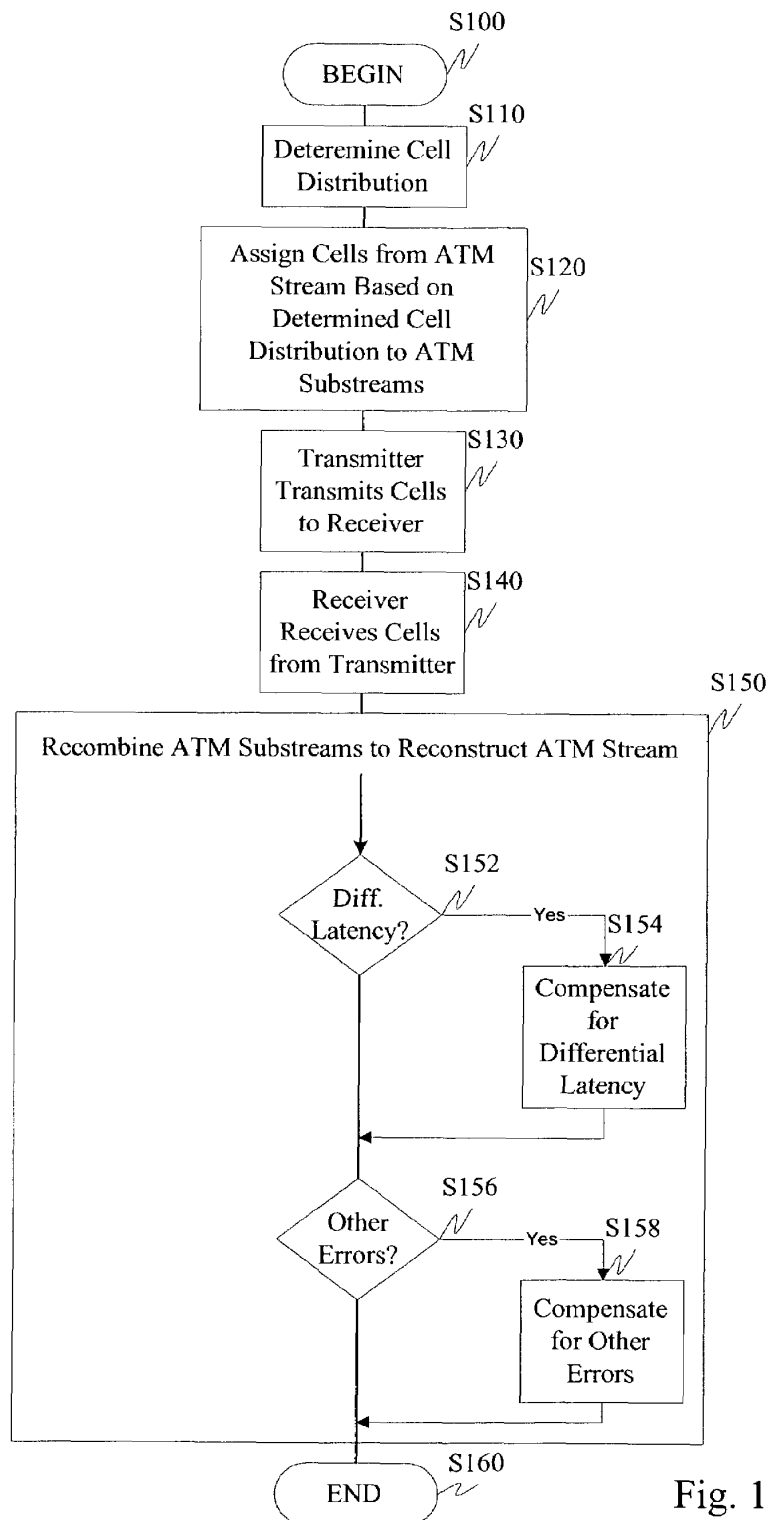 S100
BEGIN
S110
Deteremine Cell
Distribution
Assign Cells from ATM
Stream Based on
Determined Cell
Distribution to ATM
Substreams
S120
S130
Transmitter
Transmits Cells
to Receiver
S140
Receiver
Receives Cells
from Transmitter
S150
Recombine ATM Substreams to Reconstruct ATM Stream
S152
Diff.
Latency?
Yes
S154
Compensate
for
Differential
Latency
S156
Other
Errors?
Yes
S158
Compensate
for Other
Errors
S160
END
Fig. 1